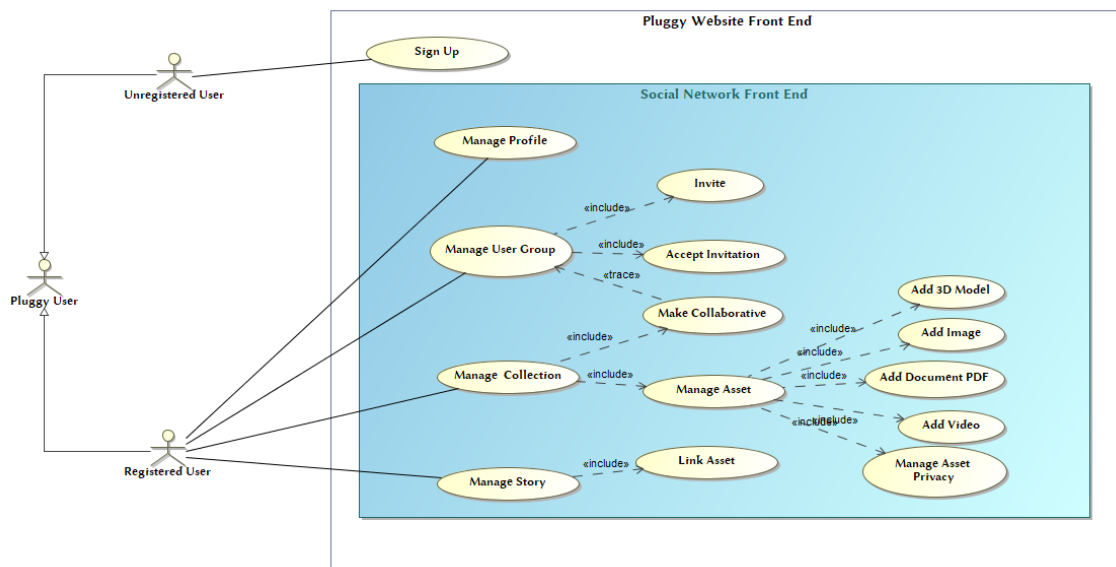 Pluggy Website Front End
Sign Up
Unregistered User
Social Network Front End
Manage Profile
Invite
«include»
Manage User Group
«include»
Accept Invitation
«trace»
Pluggy User
Add 3D Model
Make Collaborative
«include»
Add Image
«include»
«include»
Manage  Collection
«include»
Manage Asset
«include»
Add Document PDF
«include»
«include»
Add Video
Registered User
Manage Story
«include»
Link Asset
Manage Asset
Privacy